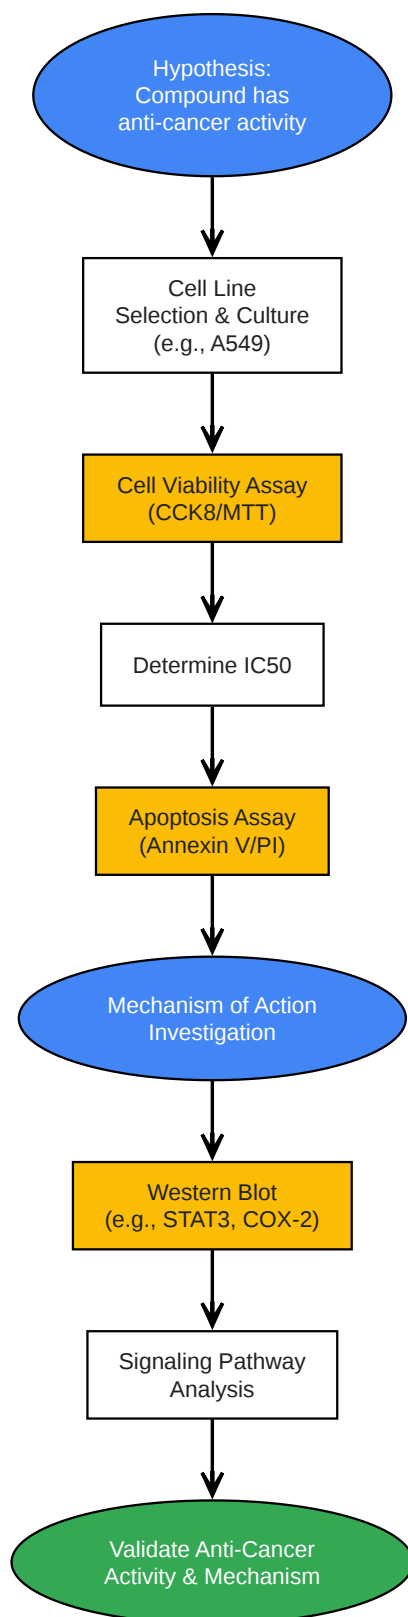 Hypothesis:
Compound has
anti-cancer activity
Cell Line
Selection & Culture
(e.g., A549)
Cell Viability Assay
(CCK8/MTT)
Determine IC50
Apoptosis Assay
(Annexin V/PI)
Mechanism of Action
Investigation
Western Blot
(e.g., STAT3, COX-2)
Signaling Pathway
Analysis
Validate Anti-Cancer
Activity & Mechanism